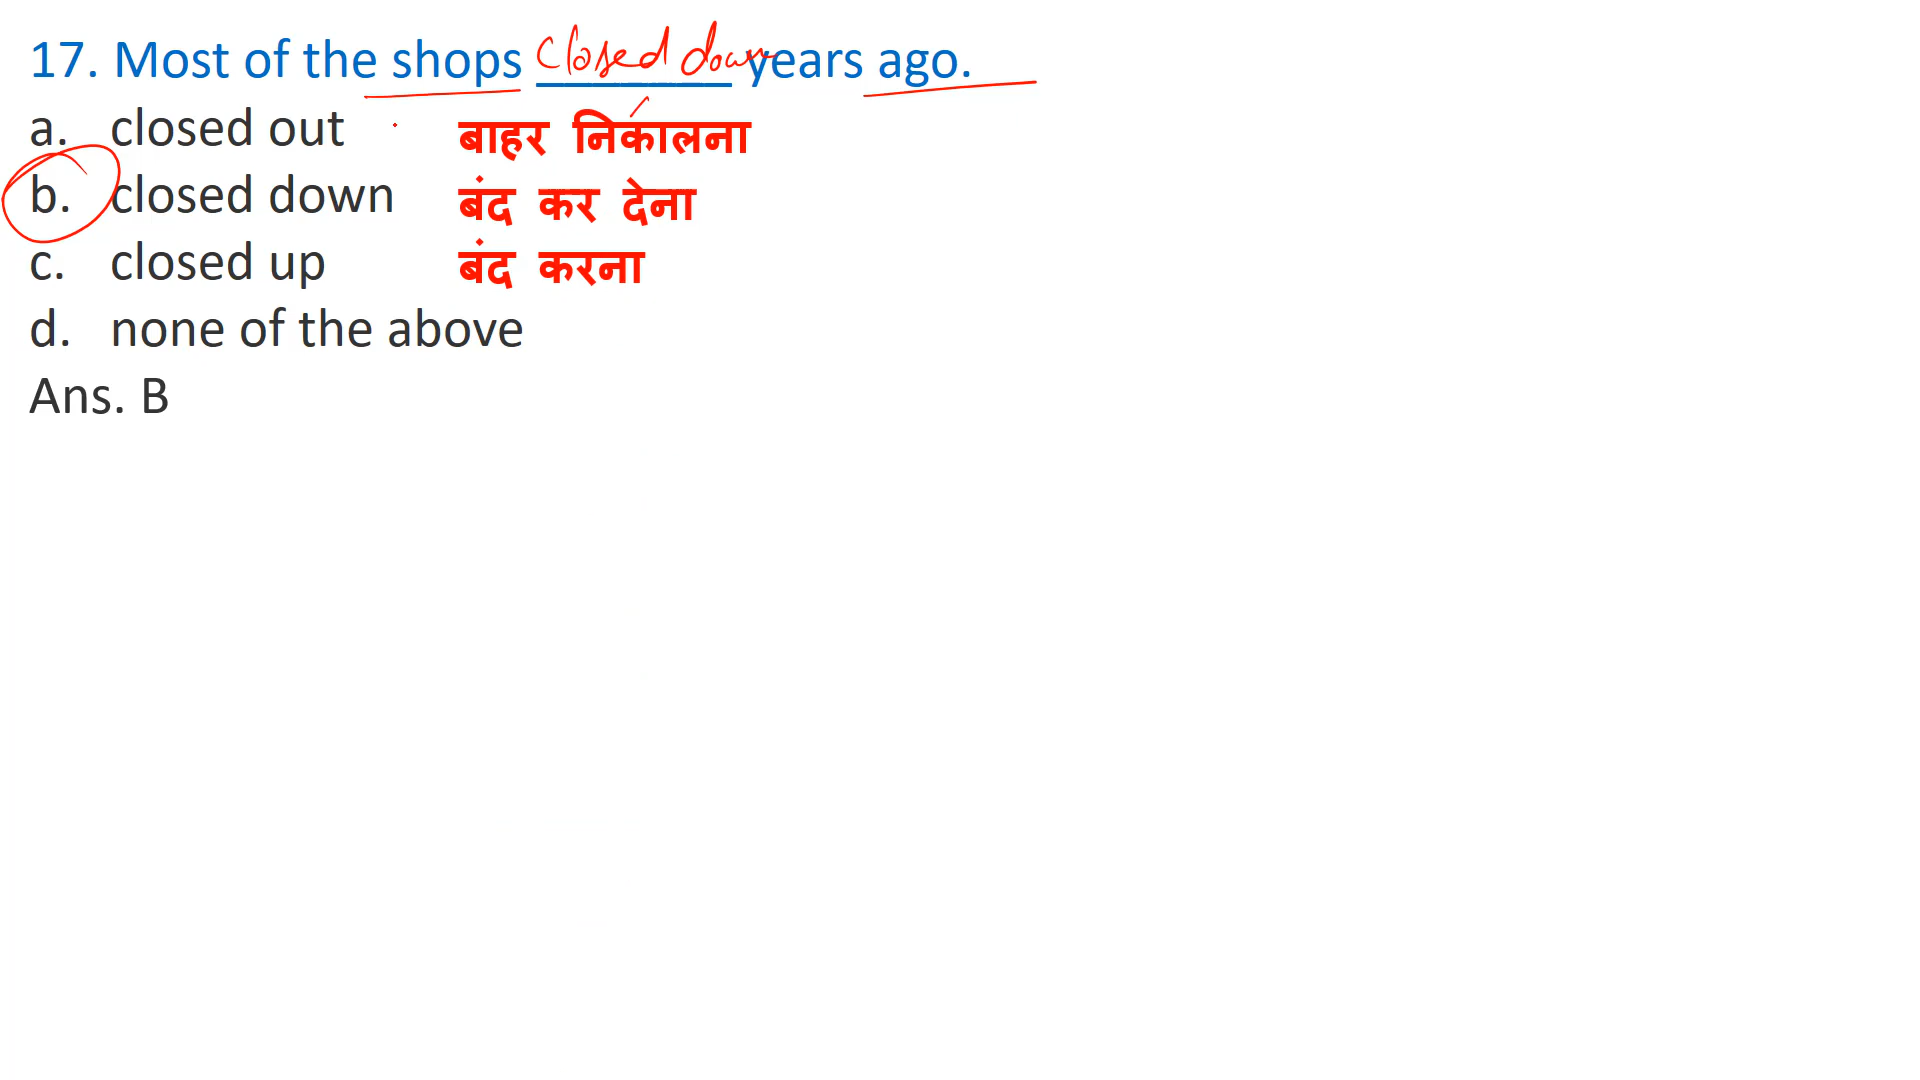 17. Most of the shops closed down years ago.
a. closed out बाहर निकालना
b. closed down बंद कर देना
c. closed up बंद करना
d. none of the above
Ans. B